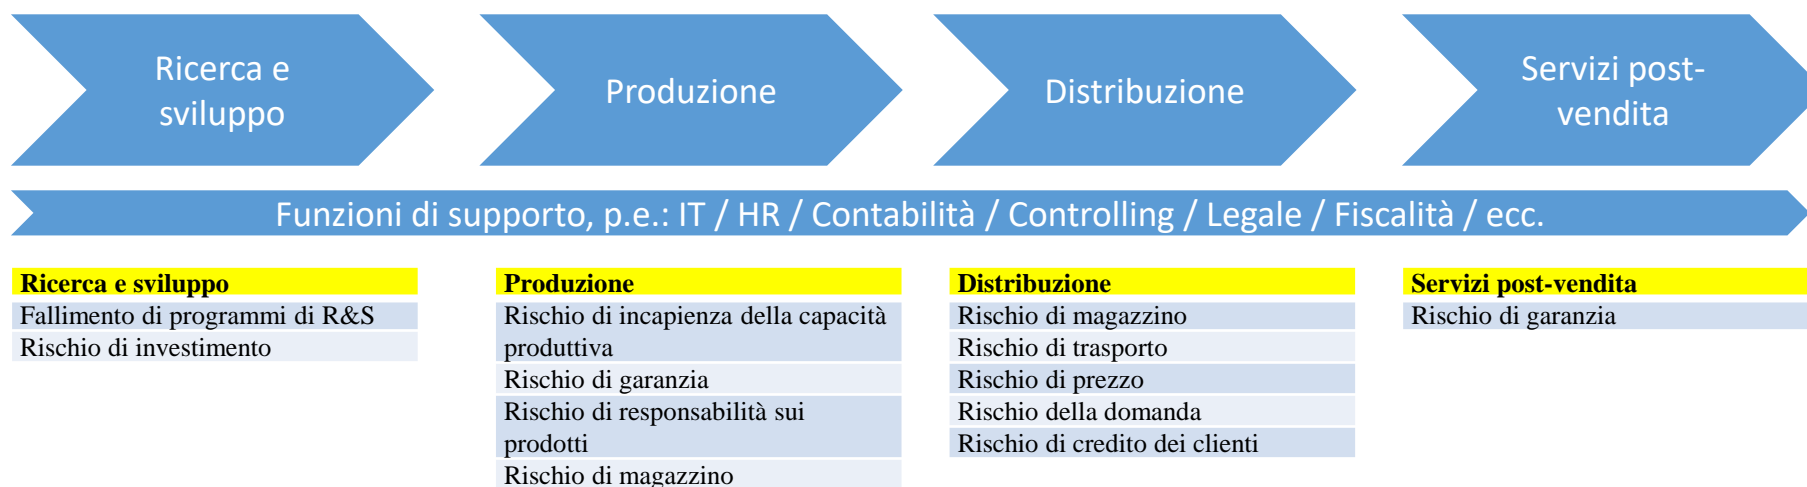 Ricerca e
sviluppo
Produzione
Distribuzione
Servizi post-
vendita
Funzioni di supporto, p.e.: IT / HR / Contabilità / Controlling / Legale / Fiscalità / ecc.
Ricerca e sviluppo
Fallimento di programmi di R&S
Rischio di investimento
Produzione
Rischio di incapienza della capacità
produttiva
Rischio di garanzia
Rischio di responsabilità sui
prodotti
Rischio di magazzino
Distribuzione
Rischio di magazzino
Rischio di trasporto
Rischio di prezzo
Rischio della domanda
Rischio di credito dei clienti
Servizi post-vendita
Rischio di garanzia